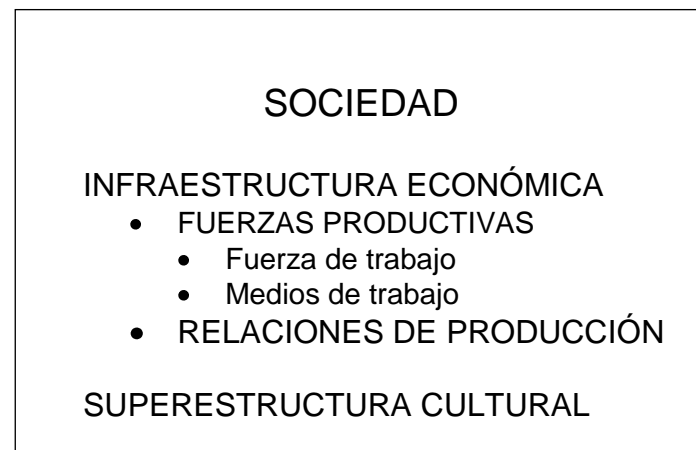 SOCIEDAD
INFRAESTRUCTURA ECONÓMICA
• FUERZAS PRODUCTIVAS
• Fuerza de trabajo
• Medios de trabajo
• RELACIONES DE PRODUCCIÓN
SUPERESTRUCTURA CULTURAL